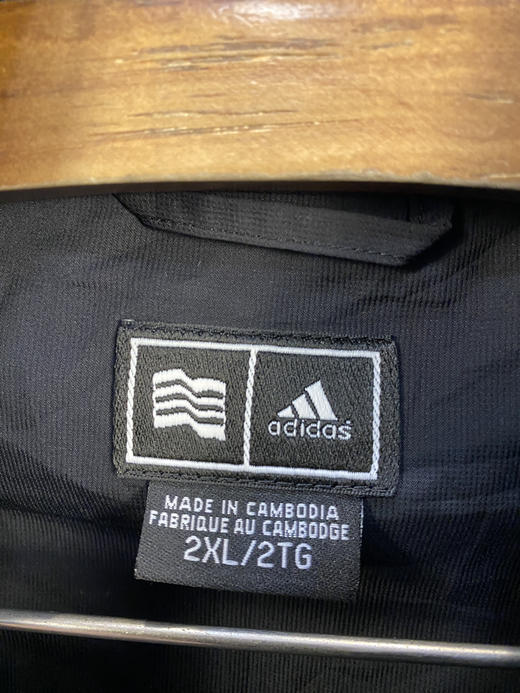 adidas
MADE IN CAMBODIA
FABRIQUE AU CAMBODGE
2XL/2TG